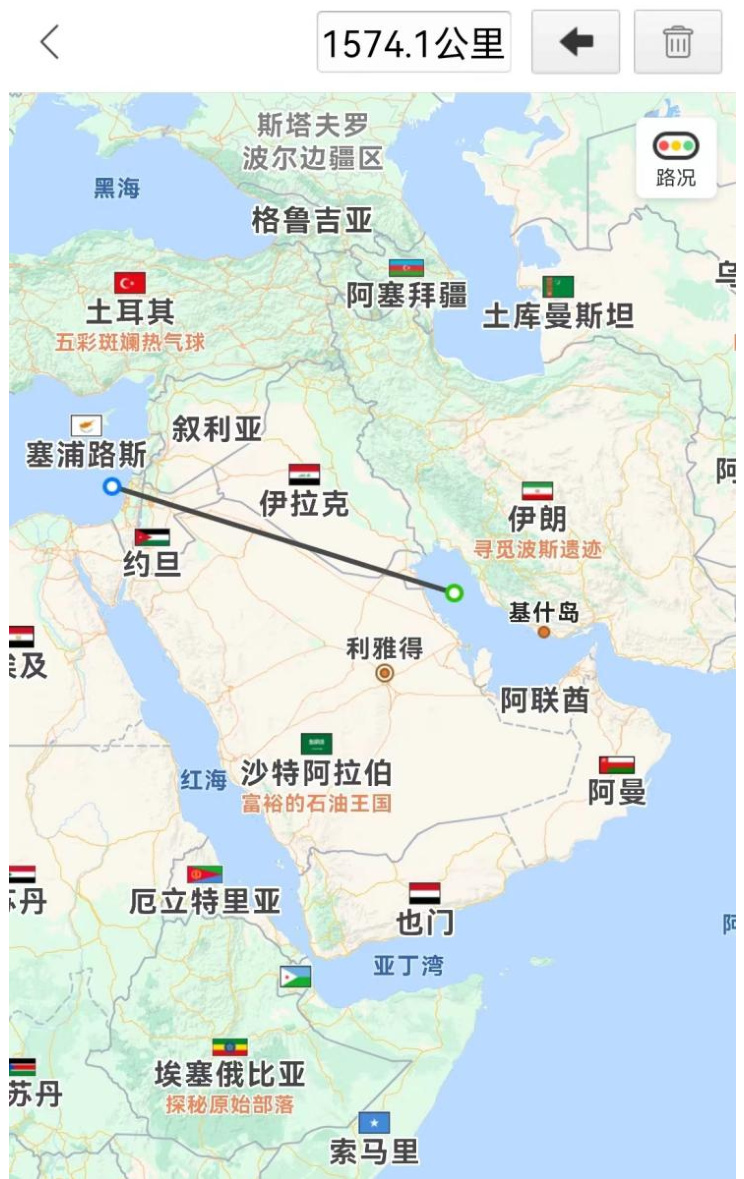 1574.1公里
斯塔夫罗
波尔边疆区
路况
黑海
格鲁吉亚
阿塞拜疆
土耳其
五彩斑斓热气球
土库曼斯坦
乌
叙利亚
塞浦路斯
伊拉克
阿
伊朗
寻觅波斯遗迹
约旦
基什岛
利雅得
埃及
阿联酋
红海
沙特阿拉伯
富裕的石油王国
阿曼
苏丹
厄立特里亚
也门
阿
亚丁湾
埃塞俄比亚
探秘原始部落
苏丹
索马里